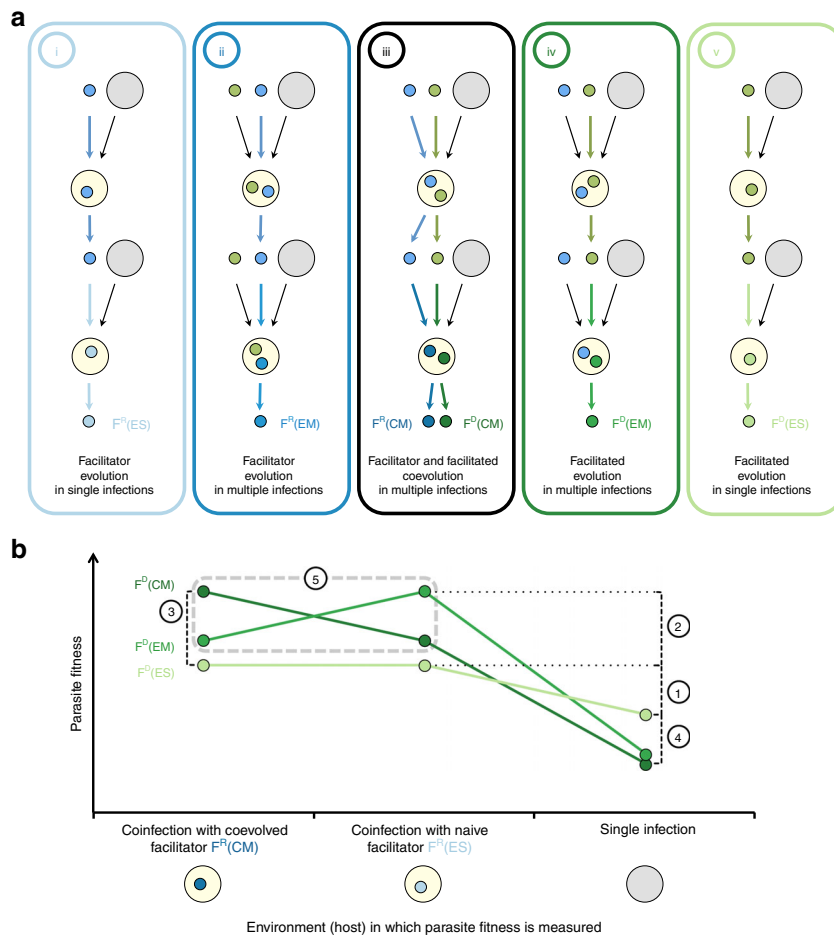 a
i
ii
iii
iv
v
F^R(ES)
F^R(EM)
F^R(CM)
F^D(CM)
F^D(EM)
F^D(ES)
Facilitator
evolution
in single infections
Facilitator
evolution
in multiple infections
Facilitator and facilitated
coevolution
in multiple infections
Facilitated
evolution
in multiple infections
Facilitated
evolution
in single infections
b
Parasite fitness
F^D(CM)
F^D(EM)
F^D(ES)
5
3
2
1
4
Coinfection with coevolved
facilitator F^R(CM)
Coinfection with naive
facilitator F^R(ES)
Single infection
Environment (host) in which parasite fitness is measured